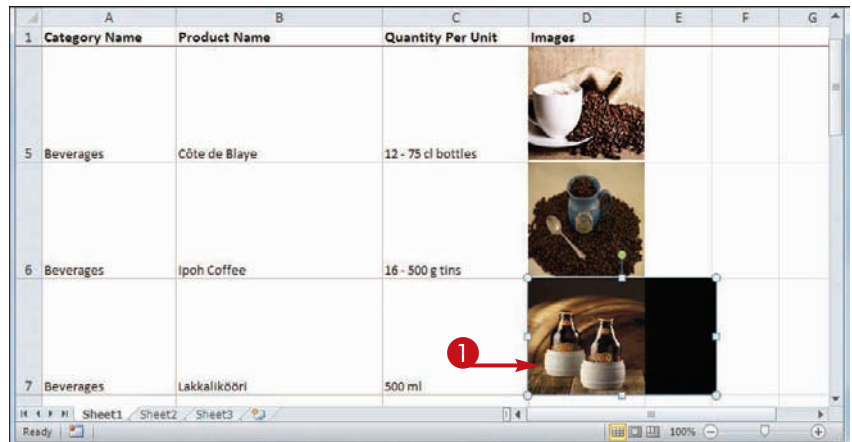 A B C D E F G
1 Category Name Product Name Quantity Per Unit Images
5 Beverages Côte de Blaye 12 - 75 cl bottles
6 Beverages Ipoh Coffee 16 - 500 g tins
1
7 Beverages Lakkalikööri 500 ml
Sheet1 Sheet2 Sheet3
Ready 100%